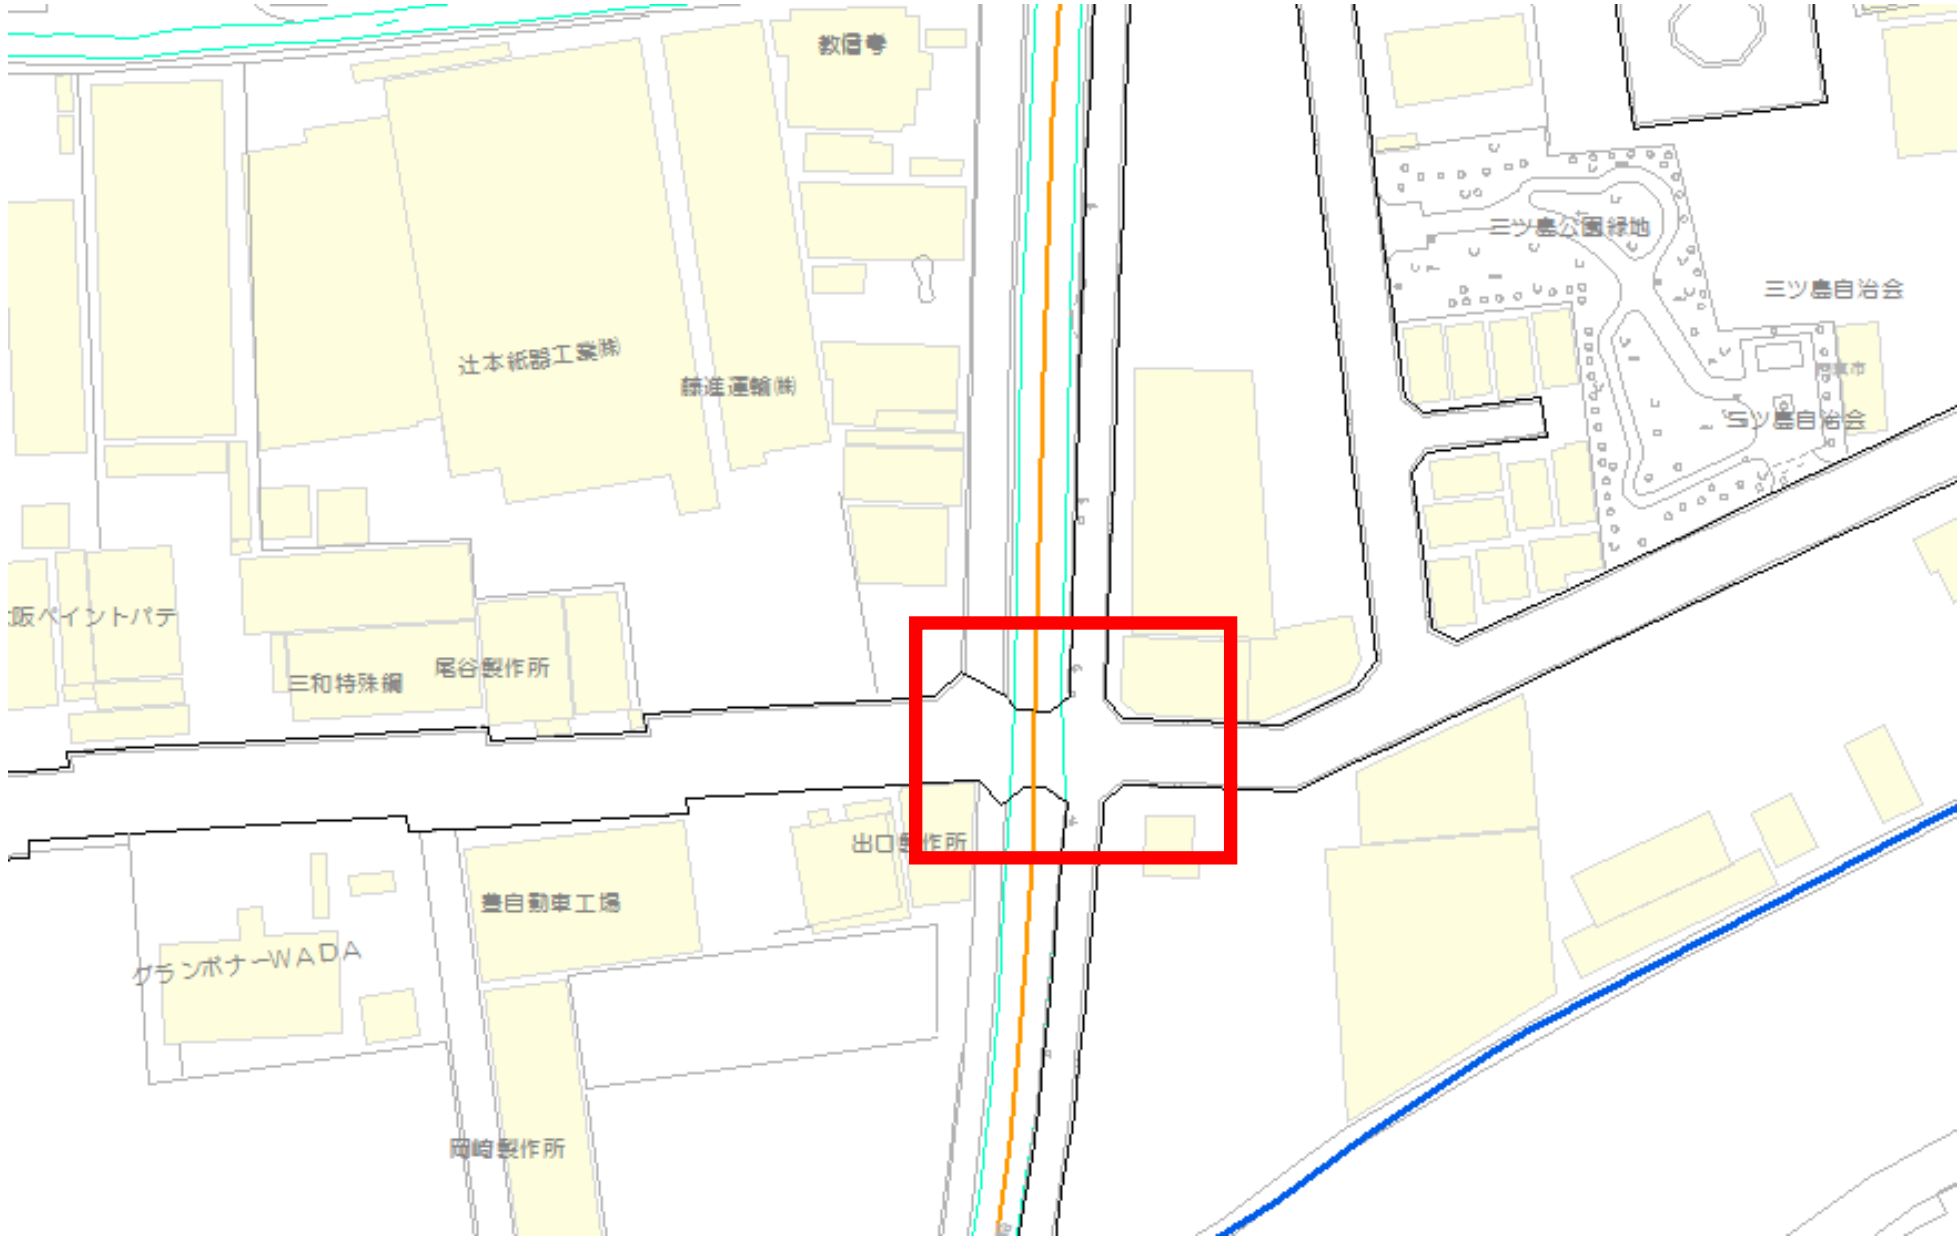 三ツ島公園緑地
三ツ島自治会
辻本紙器工業㈱
藤進運輸㈱
三ツ島自治会
阪ペイントパテ
尾谷製作所
三和特殊鋼
出口製作所
豊自動車工場
グランボナーWADA
岡崎製作所